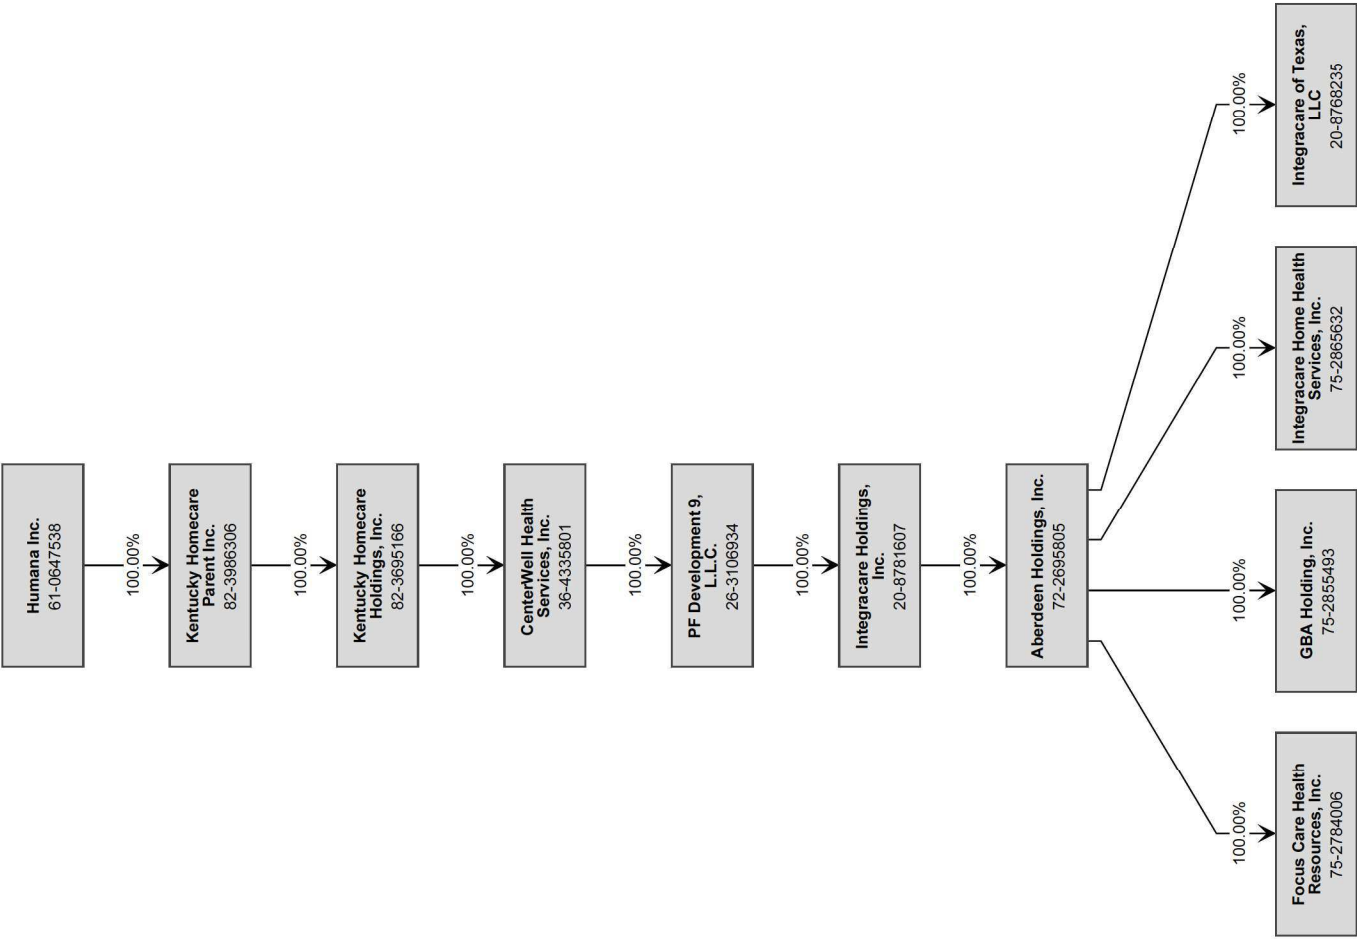 Humana Inc.
61-0647538
100.00%
Kentucky Homecare
Parent Inc.
82-3986306
100.00%
Kentucky Homecare
Holdings, Inc.
82-3695166
100.00%
CenterWell Health
Services, Inc.
36-4335801
100.00%
PF Development 9,
L.L.C.
26-3106934
100.00%
Integracare Holdings,
Inc.
20-8781607
100.00%
Aberdeen Holdings, Inc.
72-2695805
100.00%
100.00%
100.00%
100.00%
Focus Care Health
Resources, Inc.
75-2784006
GBA Holding, Inc.
75-2855493
Integracare Home Health
Services, Inc.
75-2865632
Integracare of Texas,
LLC
20-8768235